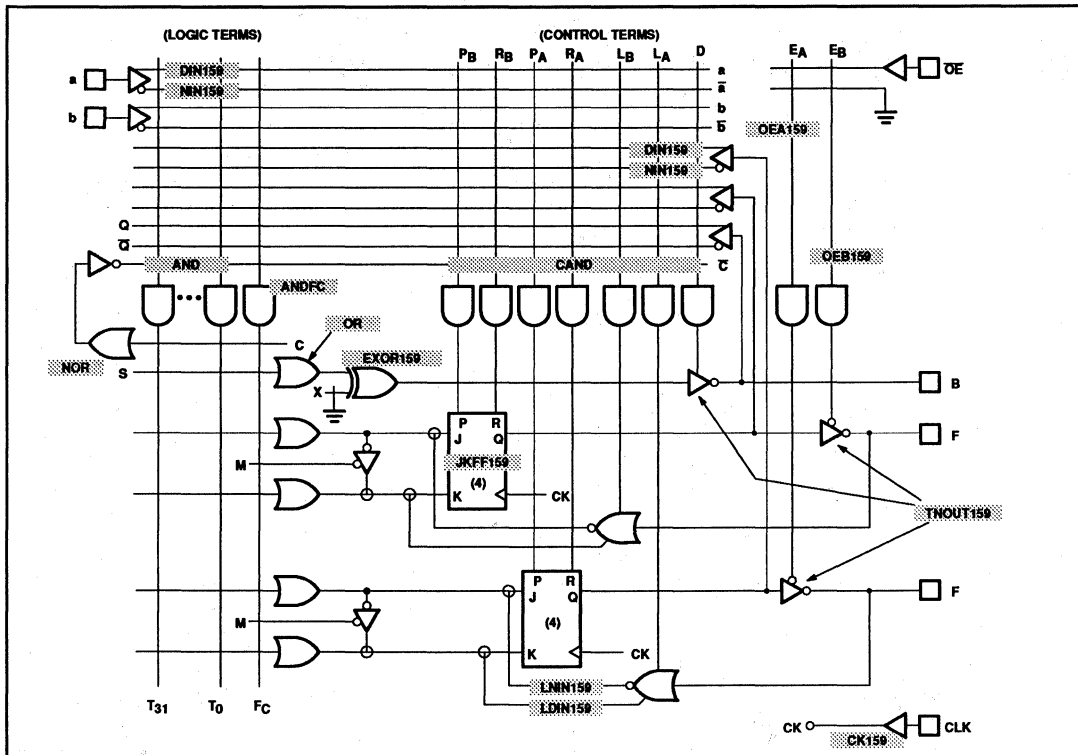 (LOGIC TERMS) (CONTROL TERMS)
PB RB PA RA LB LA D EA EB
a DIN159 a OE
NIN159 a
b b
b OEA159
DIN159
NIN159
Q
Q OEB159
AND CAND C
ANDFC
OR
C
NOR S EXOR159
X B
P R
J Q F
M JKFF159
(4)
K CK
TNOUT159
P R
J Q F
M (4)
K CK
LNIN159
T31 T0 FC LDIN159
CK CLK
CK159